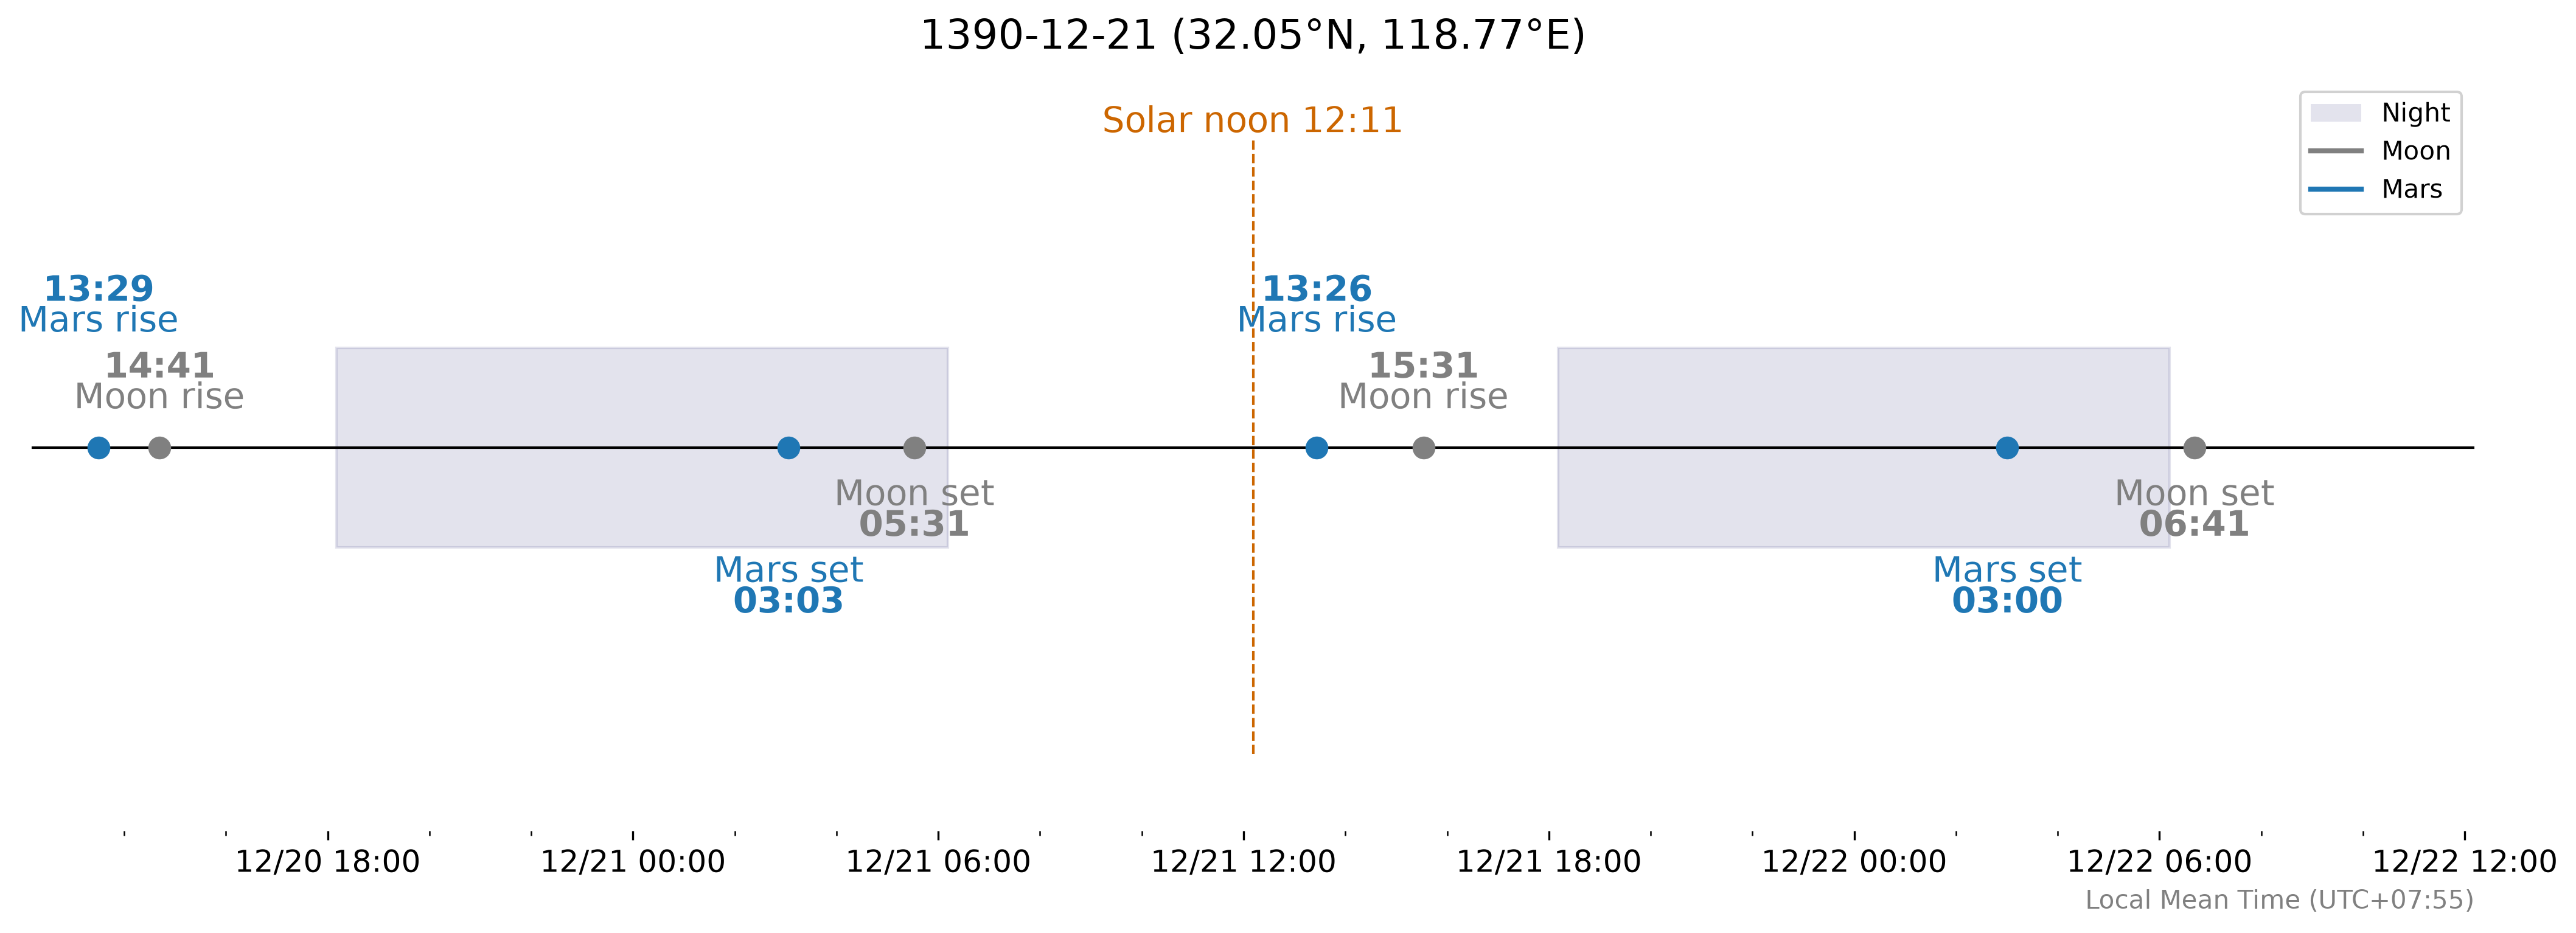 1390-12-21 (32.05°N, 118.77°E)
Solar noon 12:11
Night
Moon
Mars
13:29
Mars rise
13:26
Mars rise
14:41
Moon rise
15:31
Moon rise
Moon set
05:31
Moon set
06:41
Mars set
03:03
Mars set
03:00
12/20 18:00
12/21 00:00
12/21 06:00
12/21 12:00
12/21 18:00
12/22 00:00
12/22 06:00
12/22 12:00
Local Mean Time (UTC+07:55)